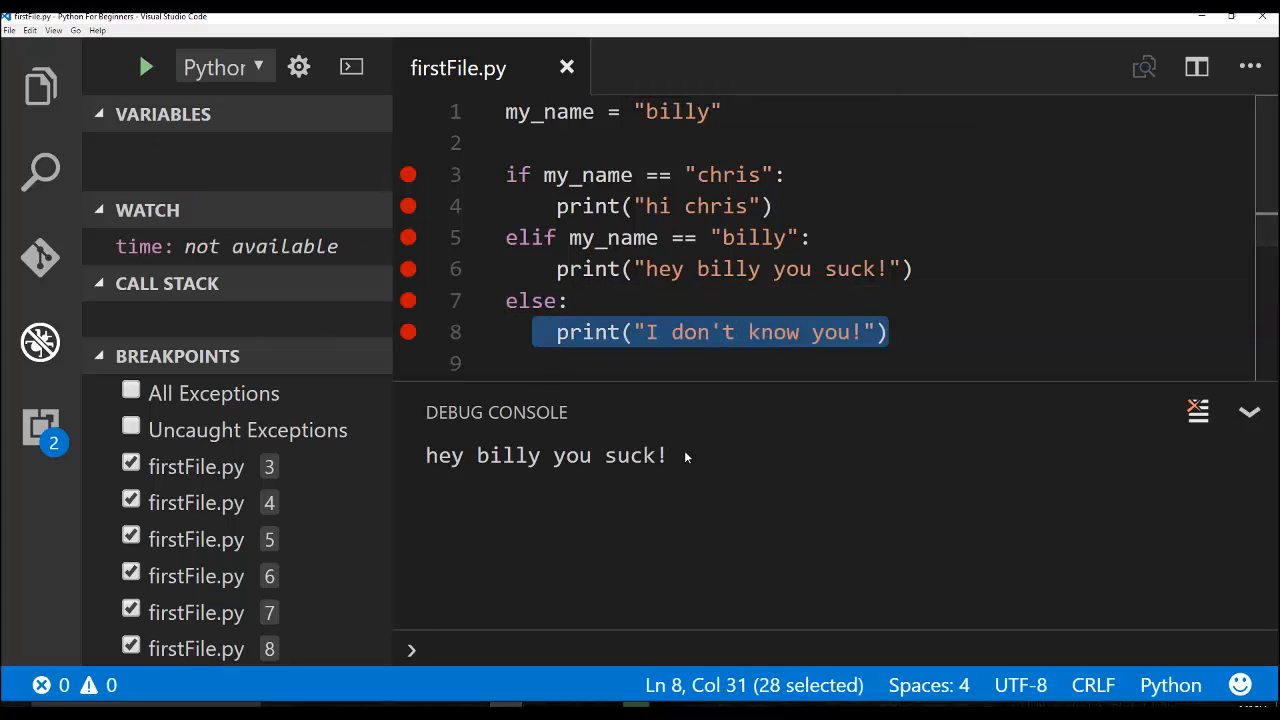 firstFile.py - Python For Beginners - Visual Studio Code
File Edit View Go Help
Python
firstFile.py
VARIABLES
WATCH
time: not available
CALL STACK
BREAKPOINTS
All Exceptions
Uncaught Exceptions
firstFile.py 3
firstFile.py 4
firstFile.py 5
firstFile.py 6
firstFile.py 7
firstFile.py 8
2
1 my_name = "billy"
2
3 if my_name == "chris":
4 print("hi chris")
5 elif my_name == "billy":
6 print("hey billy you suck!")
7 else:
8 print("I don't know you!")
9
DEBUG CONSOLE
hey billy you suck!
0 0 Ln 8, Col 31 (28 selected) Spaces: 4 UTF-8 CRLF Python